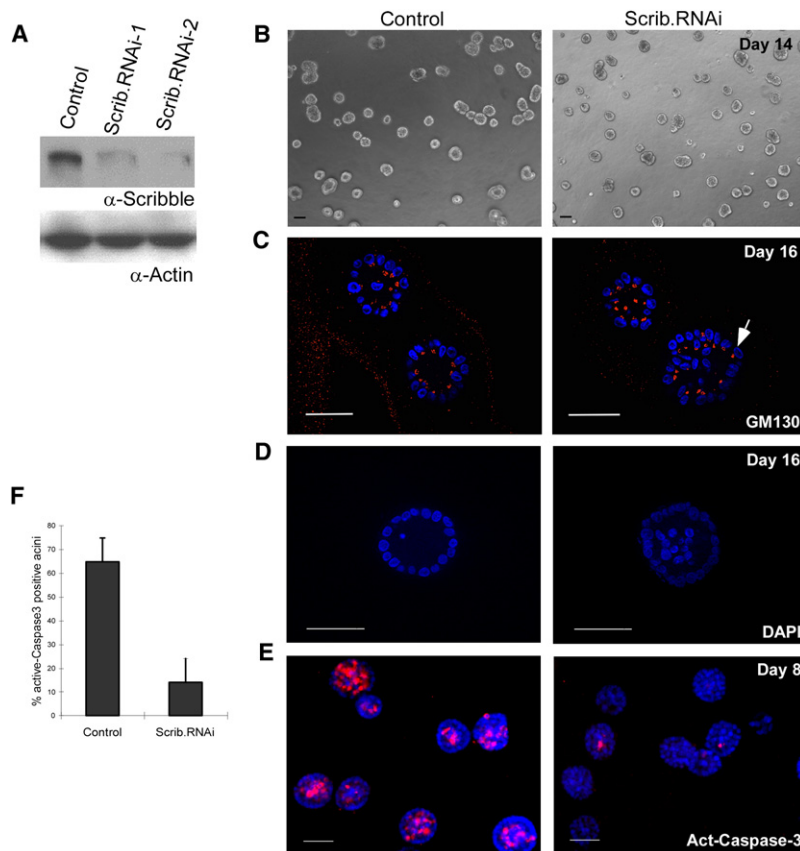 A
Control
Scrib.RNAi-1
Scrib.RNAi-2
α-Scribble
α-Actin
Control
Scrib.RNAi
B
Day 14
C
Day 16
GM130
D
Day 16
DAPI
E
Day 8
Act-Caspase-3
F
% active-Caspase3 positive acini
80
70
60
50
40
30
20
10
0
Control
Scrib.RNAi